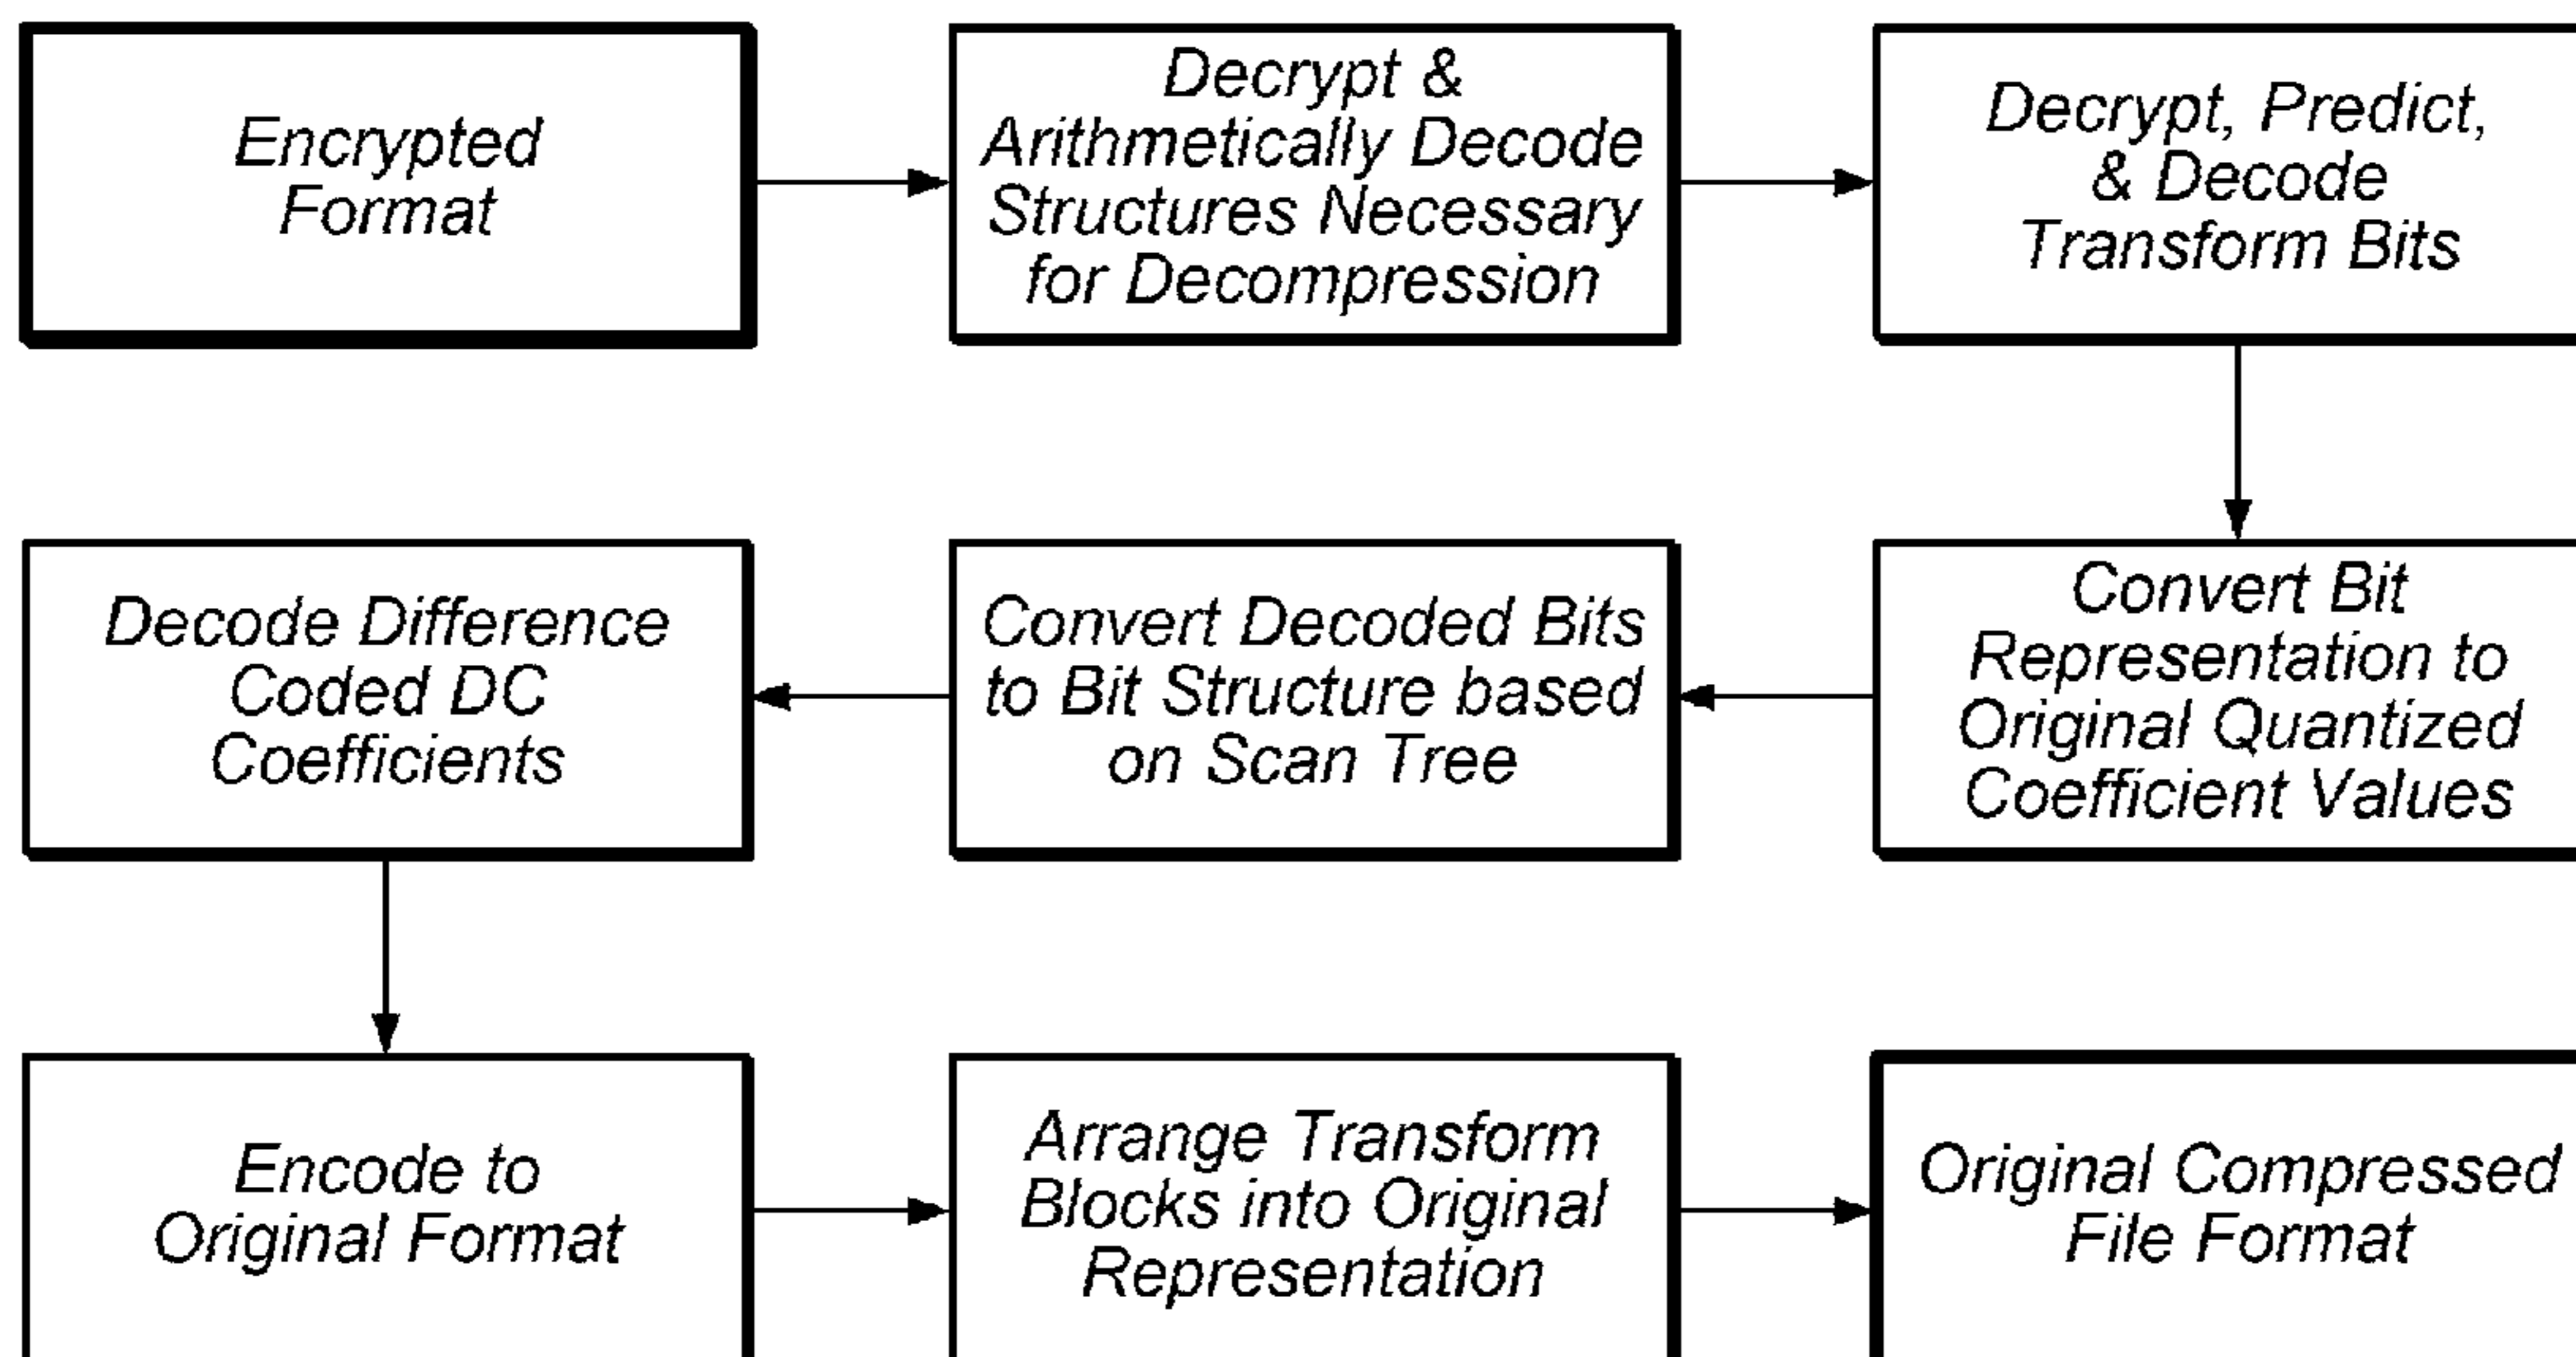 Encrypted
Format
Decrypt &
Arithmetically Decode
Structures Necessary
for Decompression
Decrypt, Predict,
& Decode
Transform Bits
Convert Bit
Representation to
Original Quantized
Coefficient Values
Convert Decoded Bits
to Bit Structure based
on Scan Tree
Decode Difference
Coded DC
Coefficients
Encode to
Original Format
Arrange Transform
Blocks into Original
Representation
Original Compressed
File Format